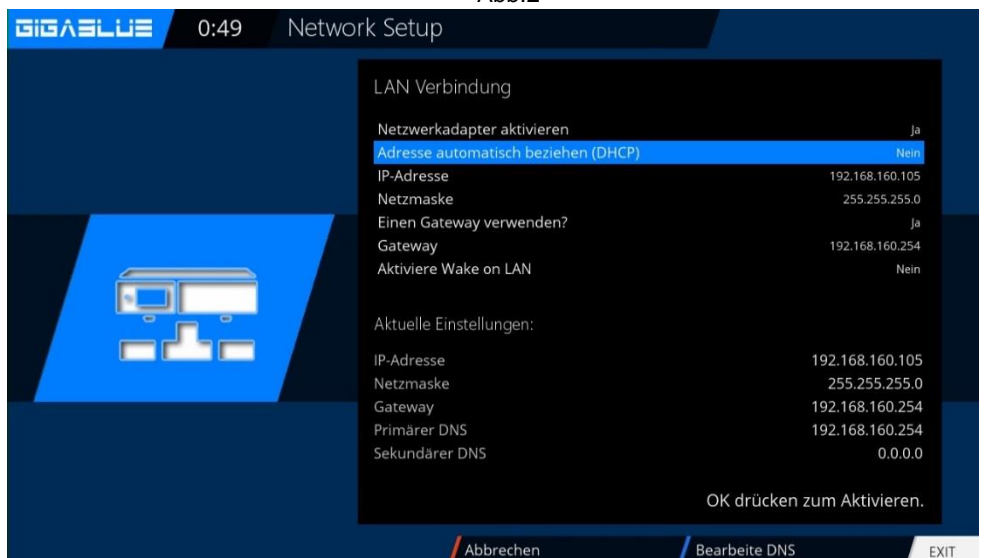 GIGABLUE 0:49 Network Setup
LAN Verbindung
Netzwerkadapter aktivieren Ja
Adresse automatisch beziehen (DHCP) Nein
IP-Adresse 192.168.160.105
Netzmaske 255.255.255.0
Einen Gateway verwenden? Ja
Gateway 192.168.160.254
Aktiviere Wake on LAN Nein
Aktuelle Einstellungen:
IP-Adresse 192.168.160.105
Netzmaske 255.255.255.0
Gateway 192.168.160.254
Primärer DNS 192.168.160.254
Sekundärer DNS 0.0.0.0
OK drücken zum Aktivieren.
Abbrechen Bearbeite DNS EXIT